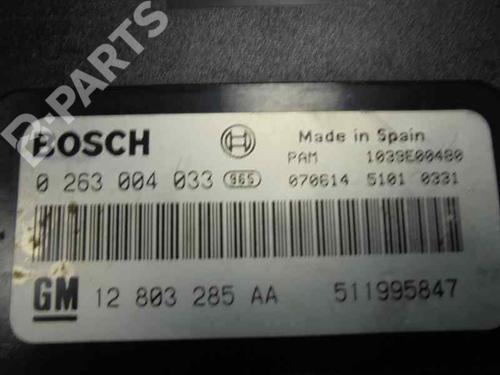 D-PARTS
BOSCH
Made in Spain
PAM 1039E00480
0 263 004 033 965
070614 5101 0331
GM 12 803 285 AA 511995847